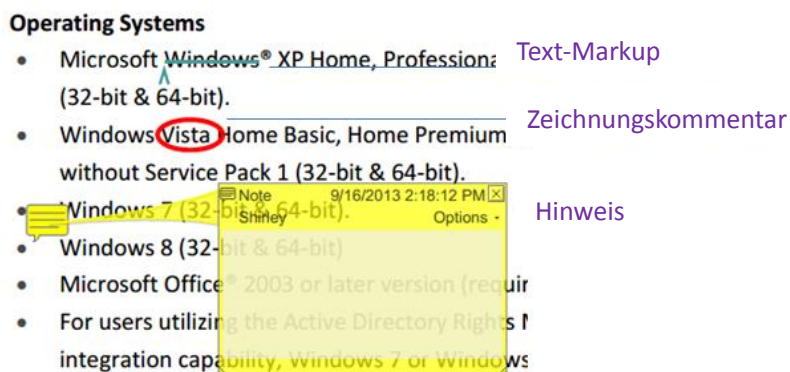 Operating Systems
• Microsoft Windows® XP Home, Professiona
Text-Markup
(32-bit & 64-bit).
Zeichnungskommentar
• Windows Vista Home Basic, Home Premium
without Service Pack 1 (32-bit & 64-bit).
Note 9/16/2013 2:18:12 PM
• Windows 7 (32-bit & 64-bit).
Shirley Options
Hinweis
• Windows 8 (32-bit & 64-bit)
• Microsoft Office® 2003 or later version (requir
• For users utilizing the Active Directory Rights
integration capability, Windows 7 or Windows